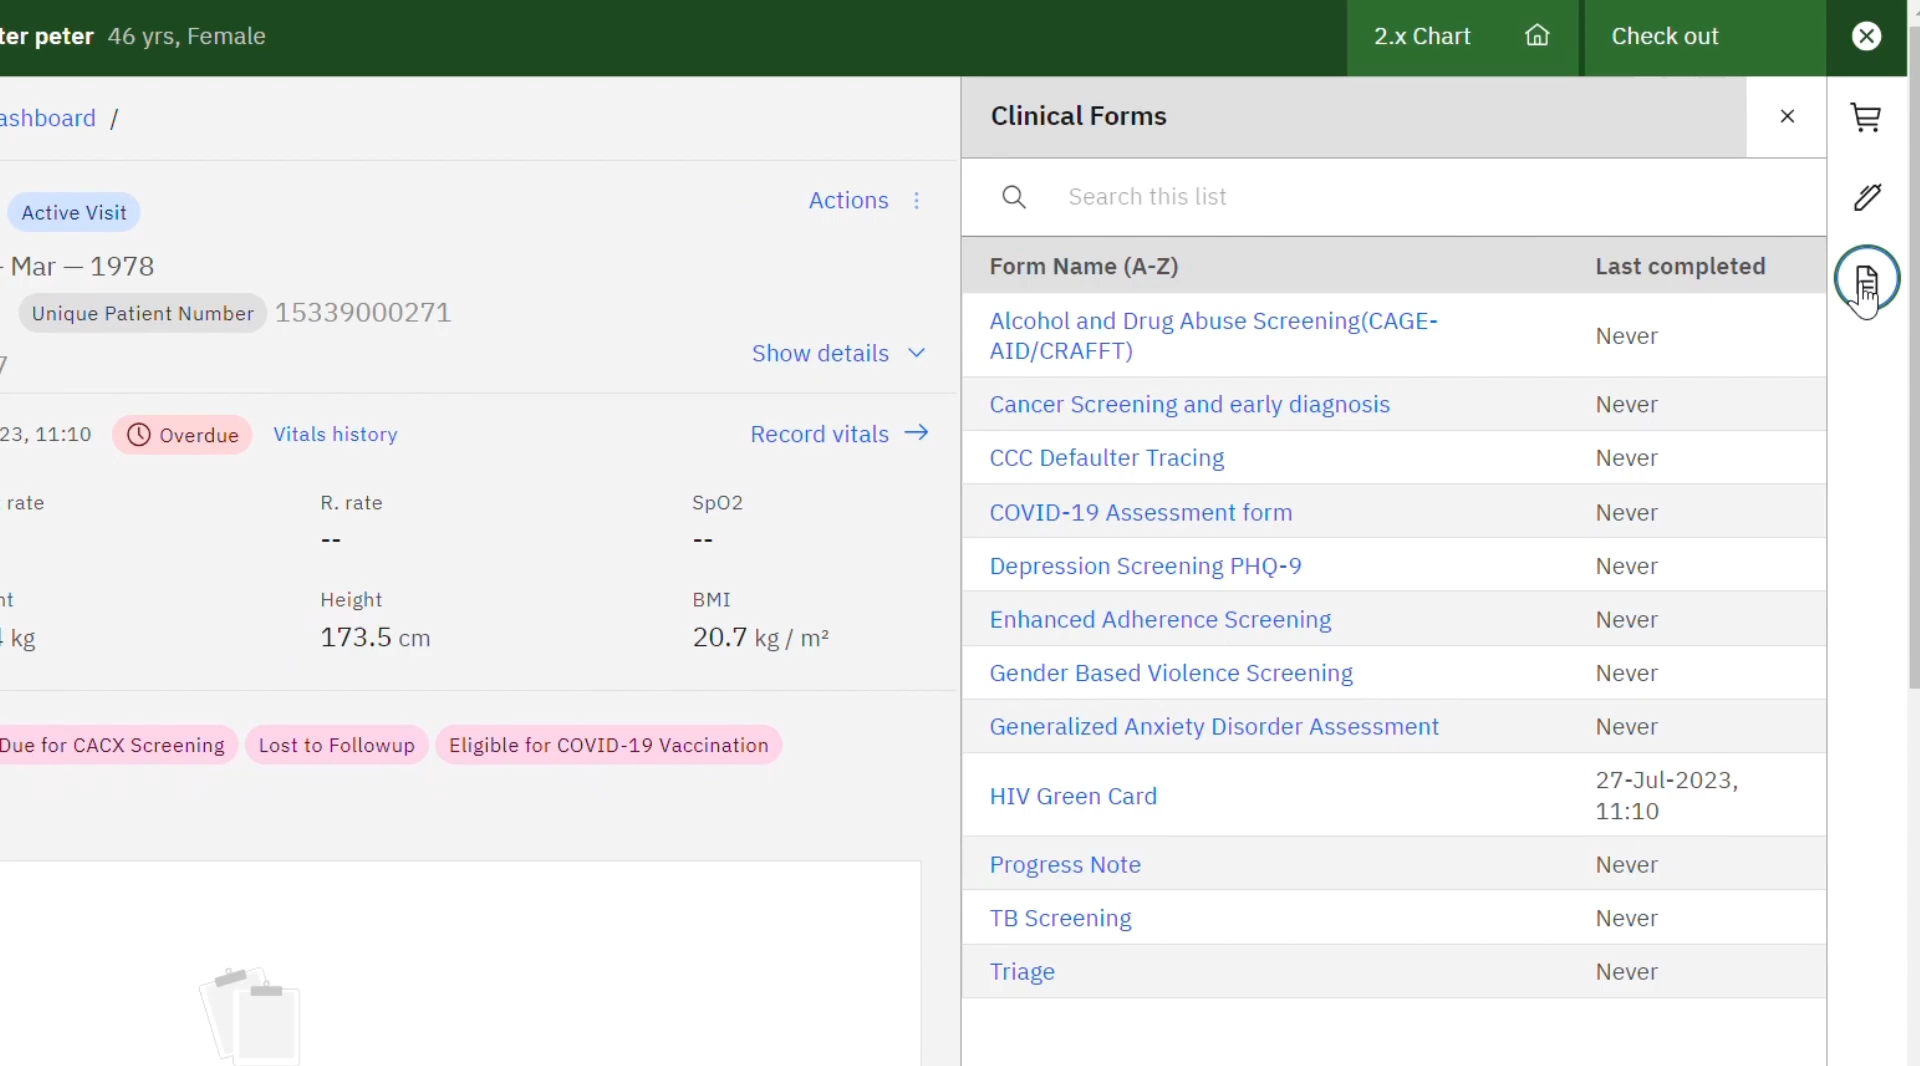 ter peter 46 yrs, Female
2.x Chart
Check out
ashboard /
Active Visit
Actions
- Mar — 1978
Unique Patient Number 15339000271
7
Show details
23, 11:10 Overdue Vitals history Record vitals
rate R. rate SpO2
-- --
nt Height BMI
kg 173.5 cm 20.7 kg / m²
Due for CACX Screening Lost to Followup Eligible for COVID-19 Vaccination
Clinical Forms
Search this list
Form Name (A-Z) Last completed
Alcohol and Drug Abuse Screening(CAGE-
AID/CRAFFT) Never
Cancer Screening and early diagnosis Never
CCC Defaulter Tracing Never
COVID-19 Assessment form Never
Depression Screening PHQ-9 Never
Enhanced Adherence Screening Never
Gender Based Violence Screening Never
Generalized Anxiety Disorder Assessment Never
HIV Green Card 27-Jul-2023,
11:10
Progress Note Never
TB Screening Never
Triage Never